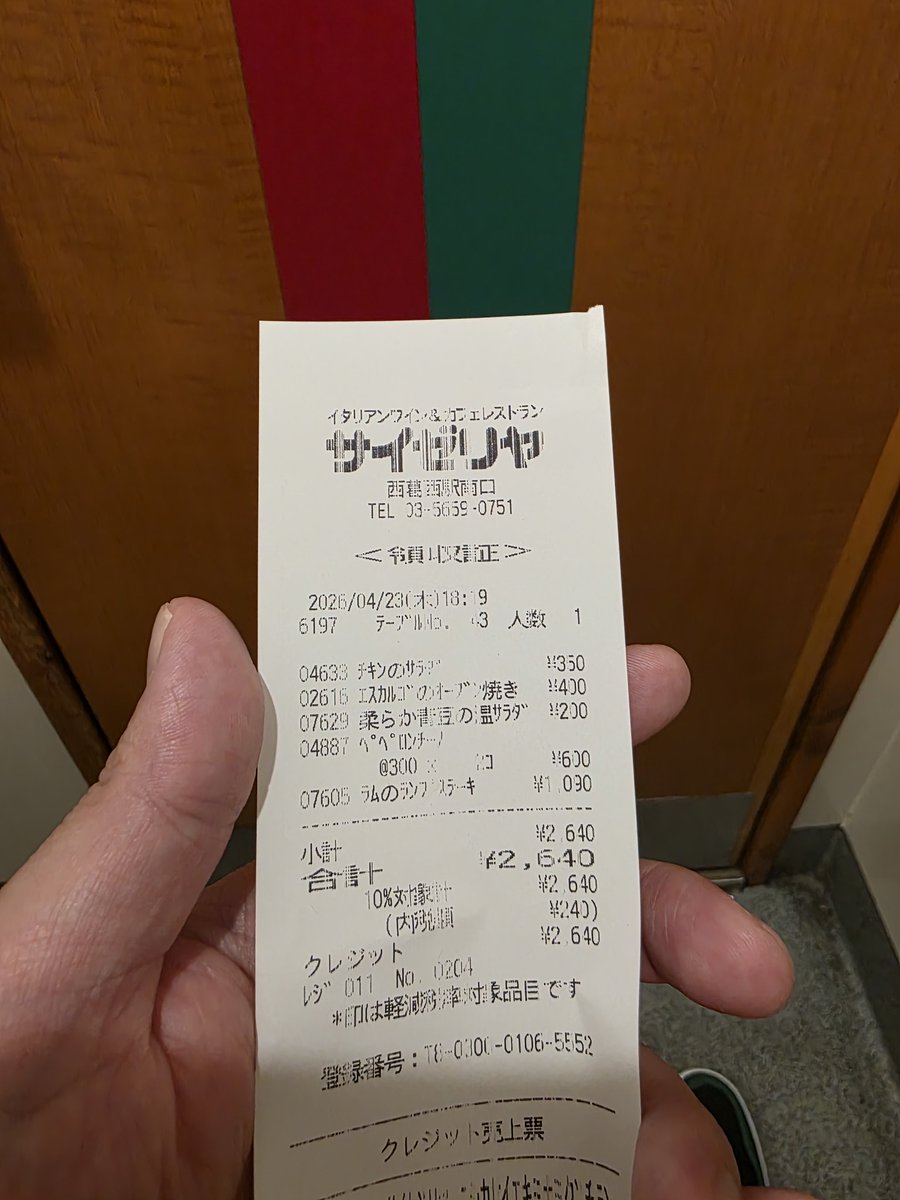 イタリアンワイン&カフェレストラン
サイゼリヤ
西葛西駅南口
TEL 03-5659-0751
<領収証>
2026/04/23(木)18:19
6197 テーブルNo. 43 人数 1
04633 チキンのサラダ ¥350
02616 エスカルゴのオーブン焼き ¥400
07629 柔らか青豆の温サラダ ¥200
04887 ペペロンチーノ
@300 × 2コ ¥600
07605 ラムのランプステーキ ¥1,090
小計 ¥2,640
合計 ¥2,640
10%対象計 ¥2,640
(内税額 ¥240)
クレジット ¥2,640
レジ 011 No. 0204
*印は軽減税率対象品目です
登録番号:T8-0300-0106-5552
クレジット売上票